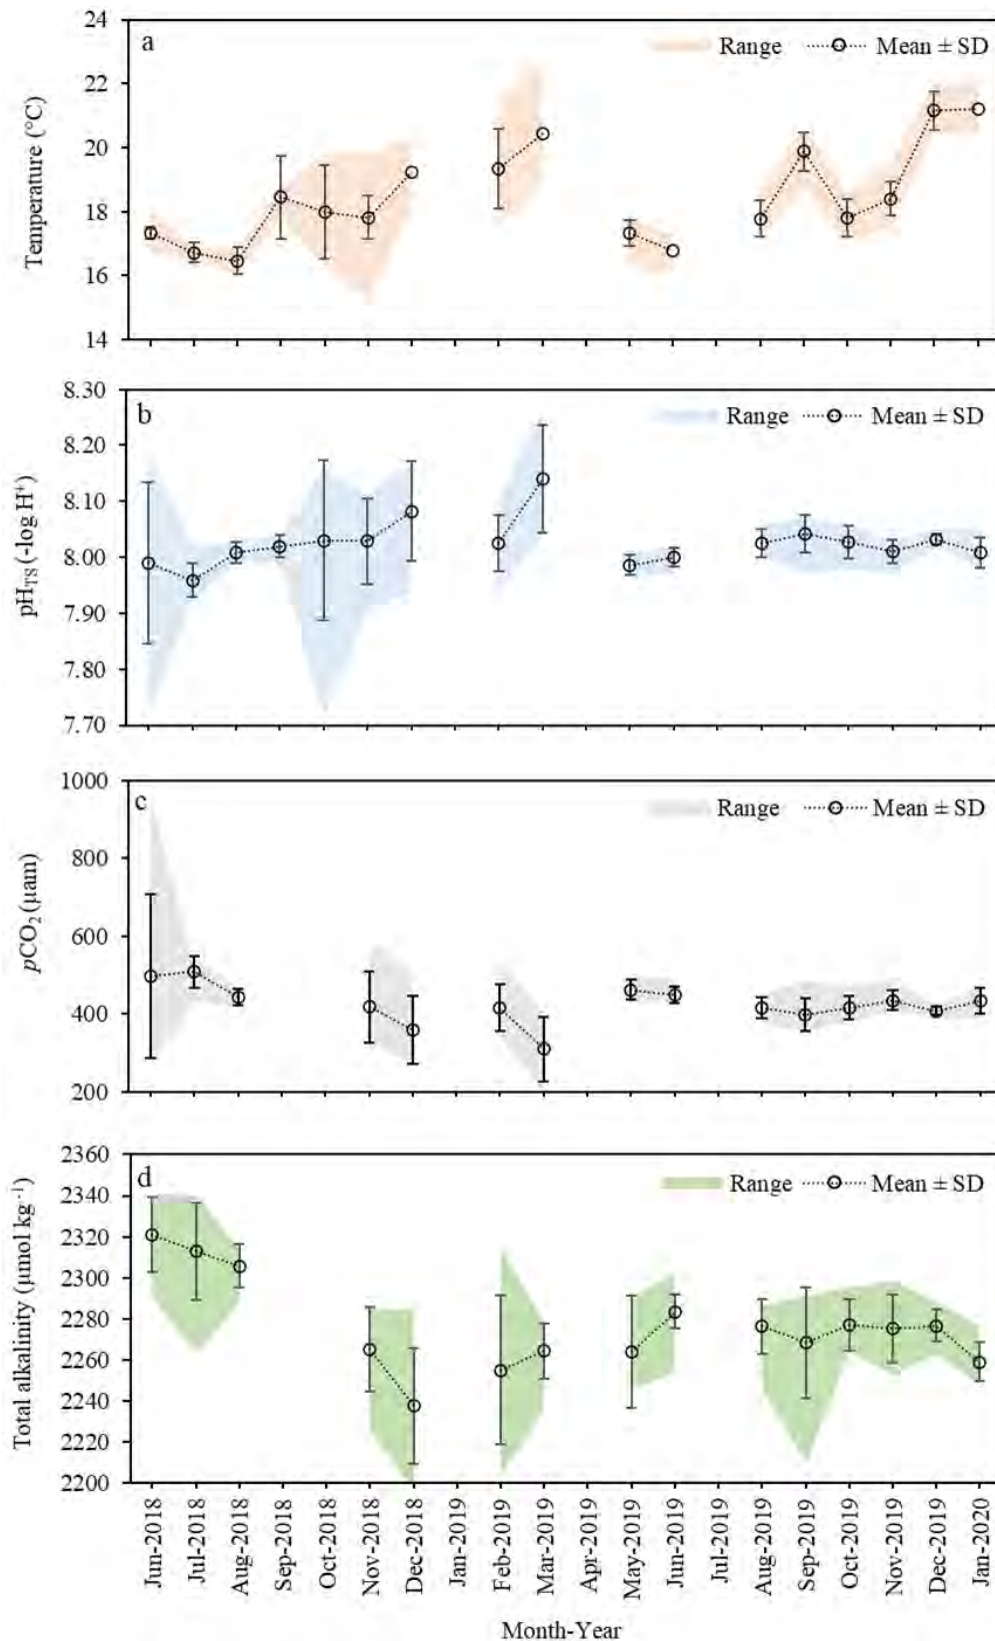 a
Range
Mean ± SD
Temperature (°C)
24
22
20
18
16
14
b
Range
Mean ± SD
pH_TS (-log H⁺)
8.30
8.20
8.10
8.00
7.90
7.80
7.70
c
Range
Mean ± SD
pCO₂ (µam)
1000
800
600
400
200
d
Range
Mean ± SD
Total alkalinity (µmol kg⁻¹)
2360
2340
2320
2300
2280
2260
2240
2220
2200
Jun-2018
Jul-2018
Aug-2018
Sep-2018
Oct-2018
Nov-2018
Dec-2018
Jan-2019
Feb-2019
Mar-2019
Apr-2019
May-2019
Jun-2019
Jul-2019
Aug-2019
Sep-2019
Oct-2019
Nov-2019
Dec-2019
Jan-2020
Month-Year